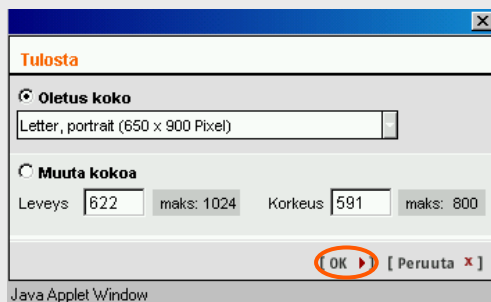 Tulosta
Oletus koko
Letter, portrait (650 x 900 Pixel)
Muuta kokoa
Leveys 622 maks: 1024 Korkeus 591 maks: 800
[ OK ] [ Peruuta x ]
Java Applet Window